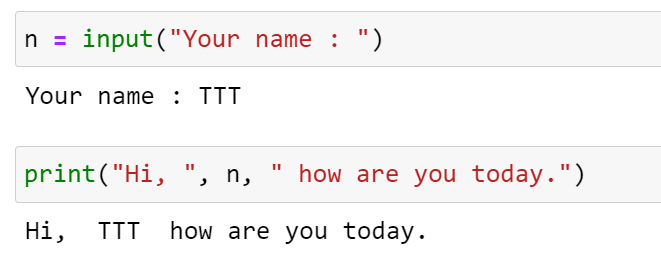 n = input("Your name : ")
Your name : TTT
print("Hi, ", n, " how are you today.")
Hi,  TTT  how are you today.